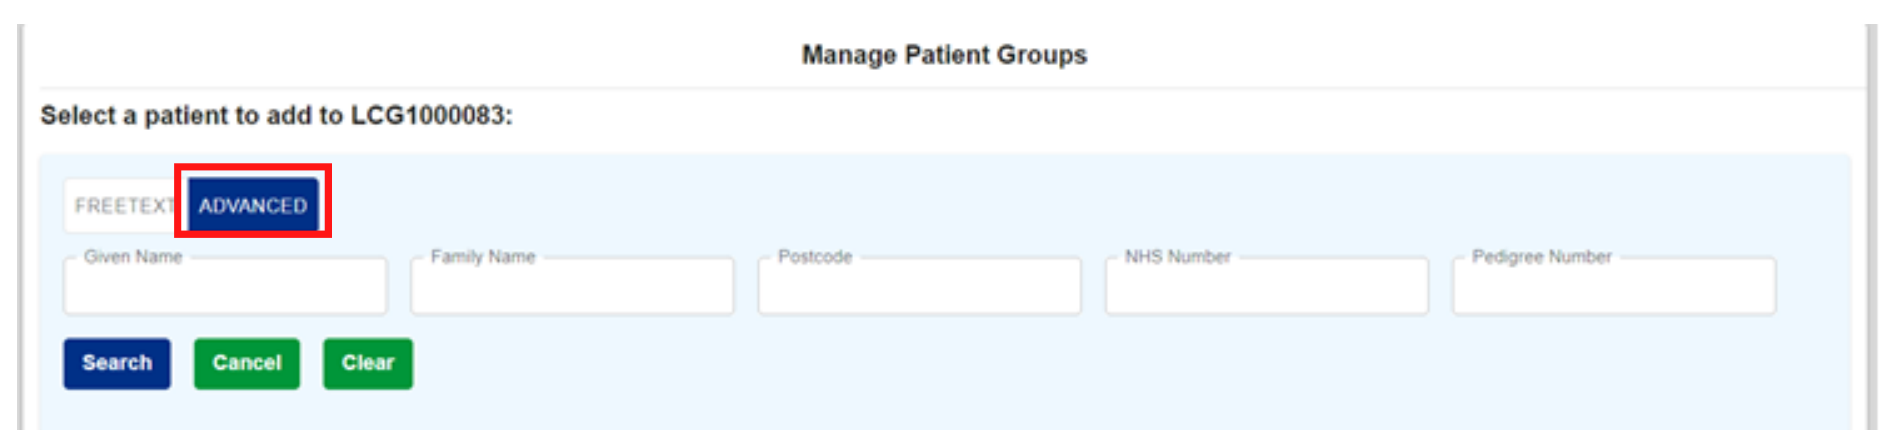 Manage Patient Groups
Select a patient to add to LCG1000083:
FREETEXT ADVANCED
Given Name Family Name Postcode NHS Number Pedigree Number
Search Cancel Clear